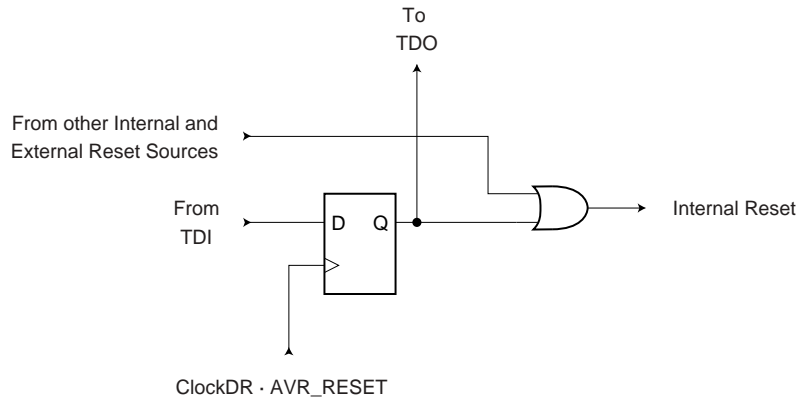 To
TDO
From other Internal and
External Reset Sources
From
TDI
D Q
Internal Reset
ClockDR · AVR_RESET